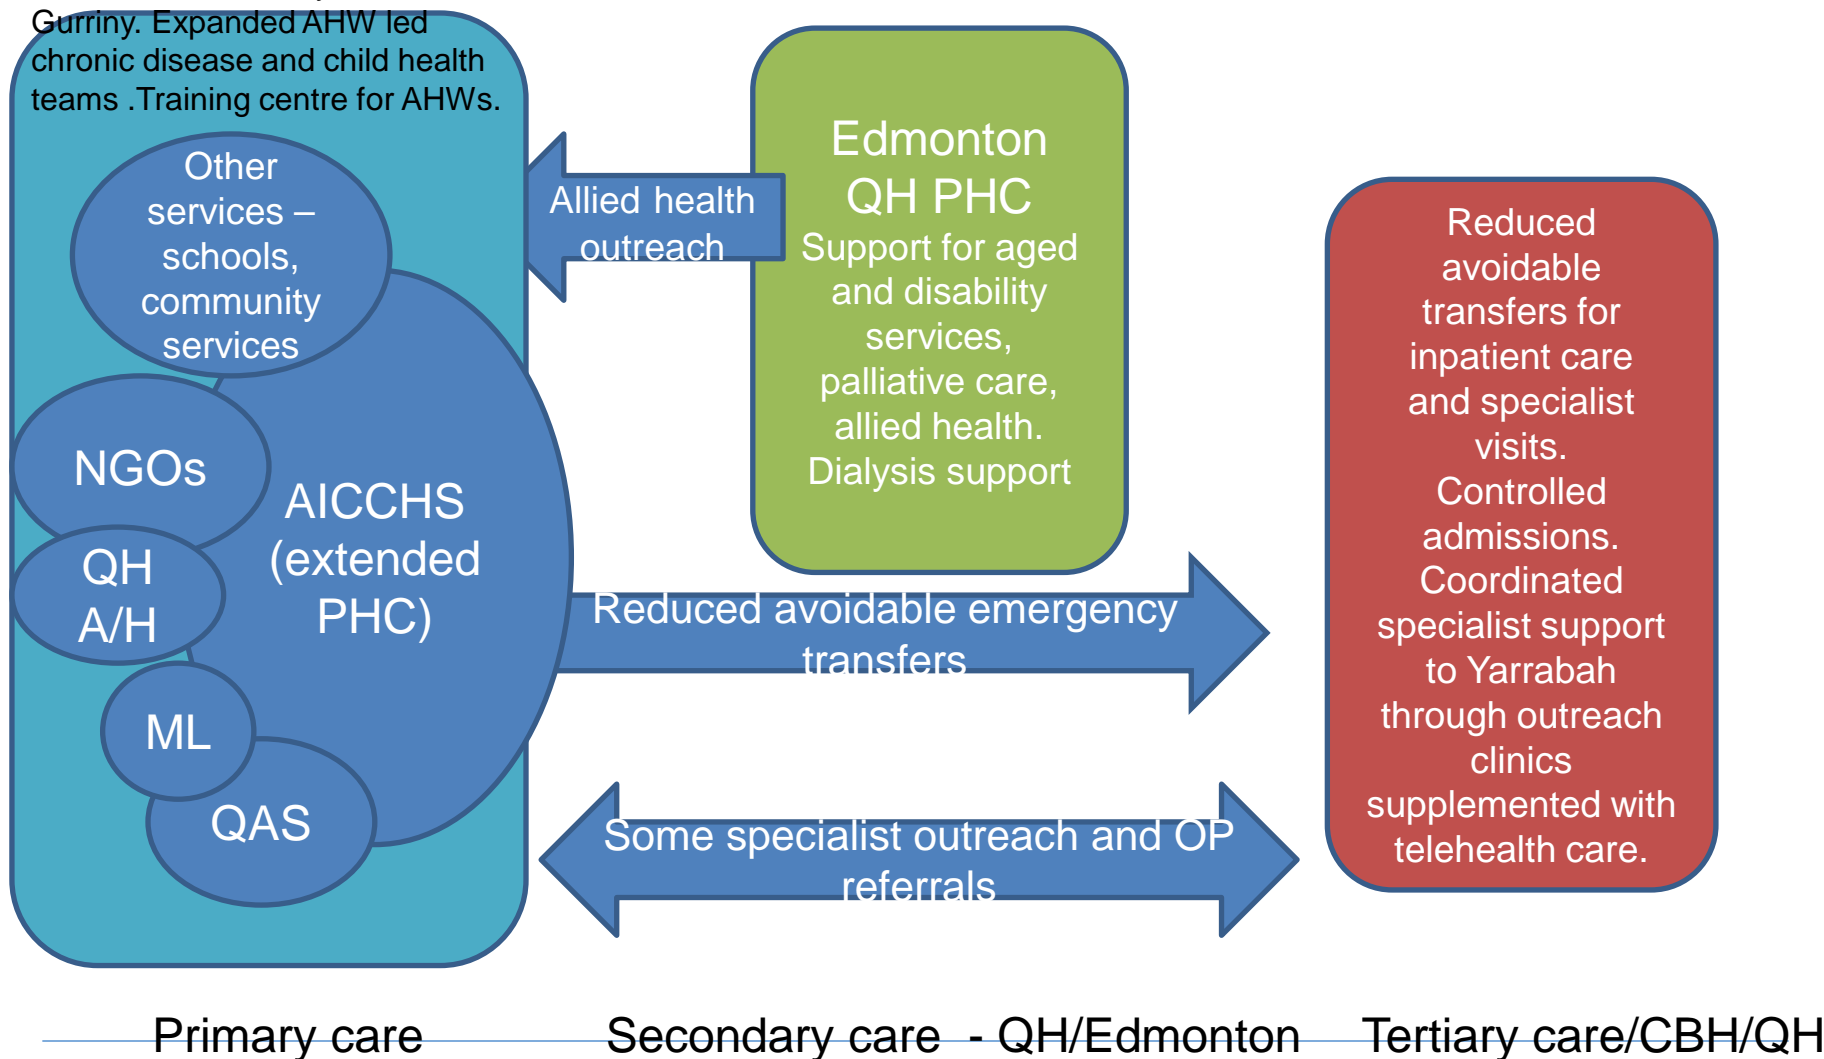 Gurriny. Expanded AHW led
chronic disease and child health
teams .Training centre for AHWs.
Other
services –
schools,
community
services
NGOs
QH
A/H
ML
QAS
AICCHS
(extended
PHC)
Allied health
outreach
Edmonton
QH PHC
Support for aged
and disability
services,
palliative care,
allied health.
Dialysis support
Reduced avoidable emergency
transfers
Some specialist outreach and OP
referrals
Reduced
avoidable
transfers for
inpatient care
and specialist
visits.
Controlled
admissions.
Coordinated
specialist support
to Yarrabah
through outreach
clinics
supplemented with
telehealth care.
Primary care
Secondary care - QH/Edmonton
Tertiary care/CBH/QH